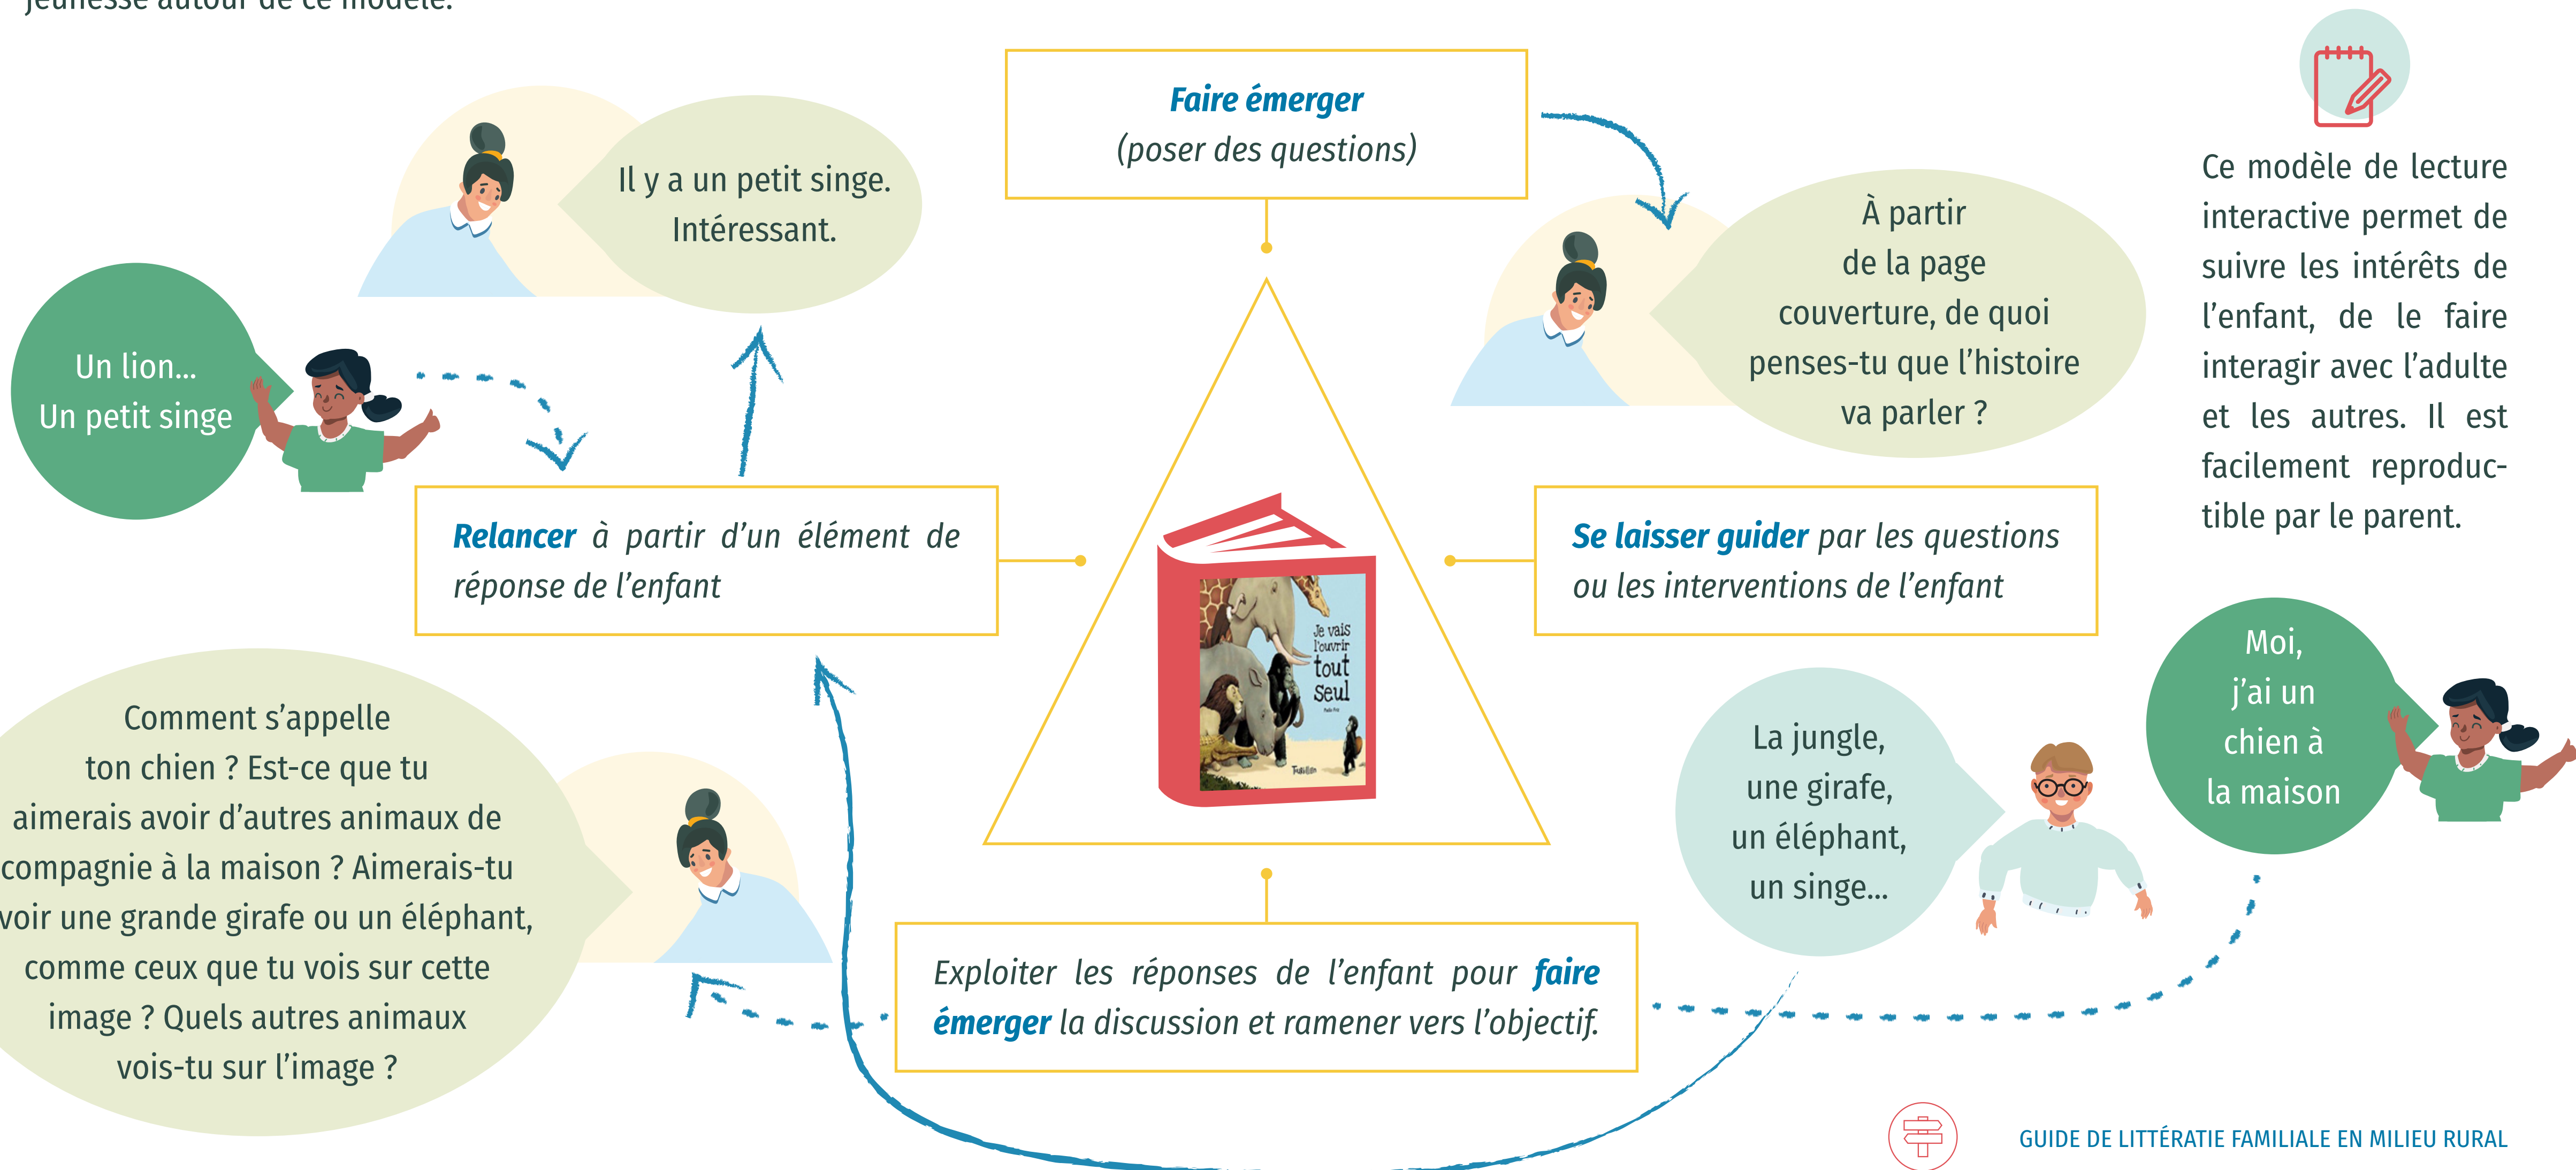 jeunesse autour de ce modèle.
Faire émerger
(poser des questions)
Il y a un petit singe.
Intéressant.
À partir
de la page
couverture, de quoi
penses-tu que l’histoire
va parler ?
Ce modèle de lecture
interactive permet de
suivre les intérêts de
l’enfant, de le faire
interagir avec l’adulte
et les autres. Il est
facilement reproduc-
tible par le parent.
Un lion...
Un petit singe
Relancer à partir d’un élément de
réponse de l’enfant
Se laisser guider par les questions
ou les interventions de l’enfant
Je vais
l'ouvrir
tout
seul
Moi,
j’ai un
chien à
la maison
La jungle,
une girafe,
un éléphant,
un singe...
Comment s’appelle
ton chien ? Est-ce que tu
aimerais avoir d’autres animaux de
compagnie à la maison ? Aimerais-tu
voir une grande girafe ou un éléphant,
comme ceux que tu vois sur cette
image ? Quels autres animaux
vois-tu sur l’image ?
Exploiter les réponses de l’enfant pour faire
émerger la discussion et ramener vers l’objectif.
GUIDE DE LITTÉRATIE FAMILIALE EN MILIEU RURAL